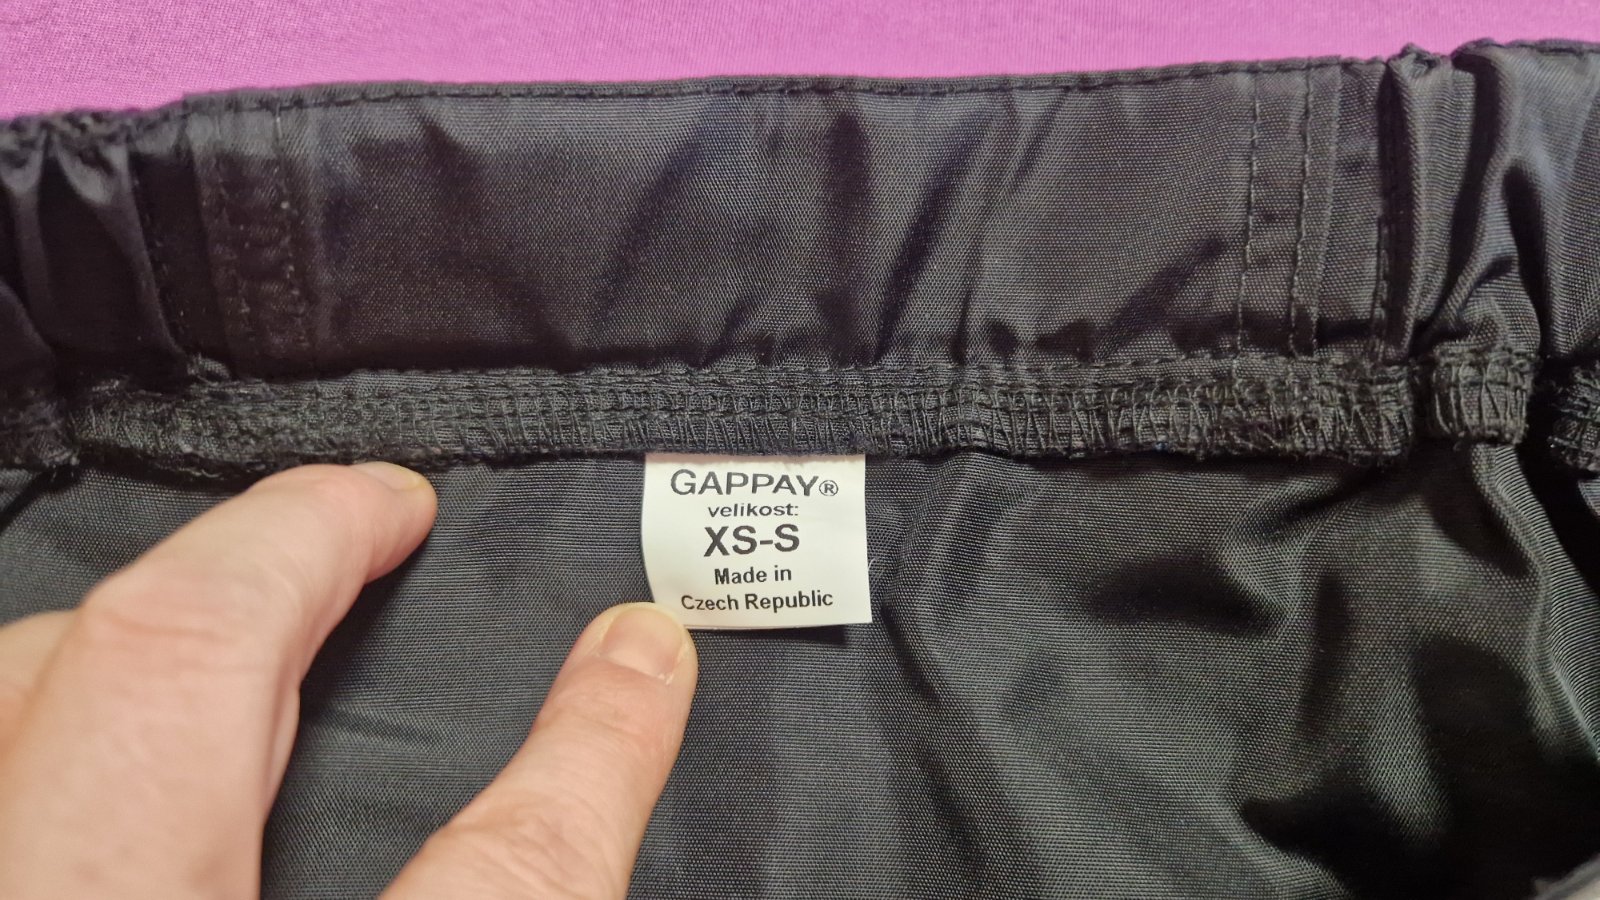 GAPPAY®
velikost:
XS-S
Made in
Czech Republic